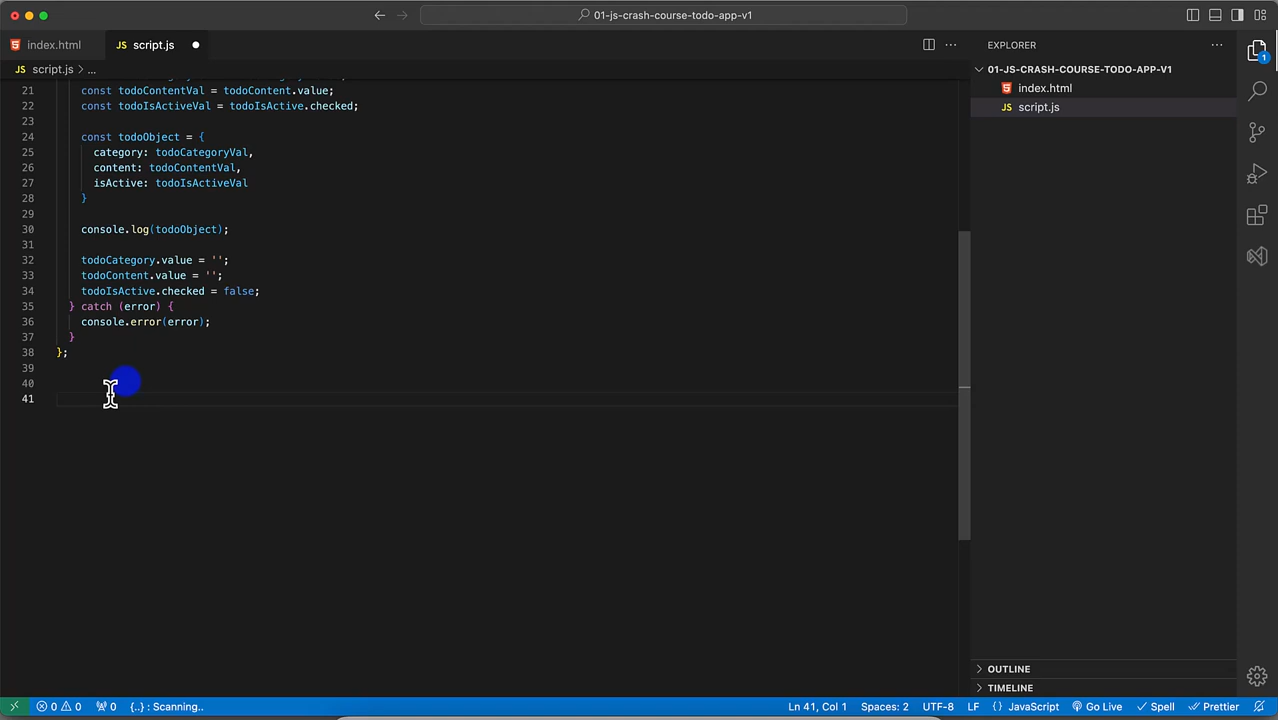 01-js-crash-course-todo-app-v1
index.html
JS script.js
EXPLORER
JS script.js > ...
01-JS-CRASH-COURSE-TODO-APP-V1
index.html
JS script.js
21 const todoContentVal = todoContent.value;
22 const todoIsActiveVal = todoIsActive.checked;
23
24 const todoObject = {
25 category: todoCategoryVal,
26 content: todoContentVal,
27 isActive: todoIsActiveVal
28 }
29
30 console.log(todoObject);
31
32 todoCategory.value = '';
33 todoContent.value = '';
34 todoIsActive.checked = false;
35 } catch (error) {
36 console.error(error);
37 }
38 };
39
40
41
1
OUTLINE
TIMELINE
0 0 0 {..} : Scanning.. Ln 41, Col 1 Spaces: 2 UTF-8 LF {} JavaScript Go Live Spell Prettier